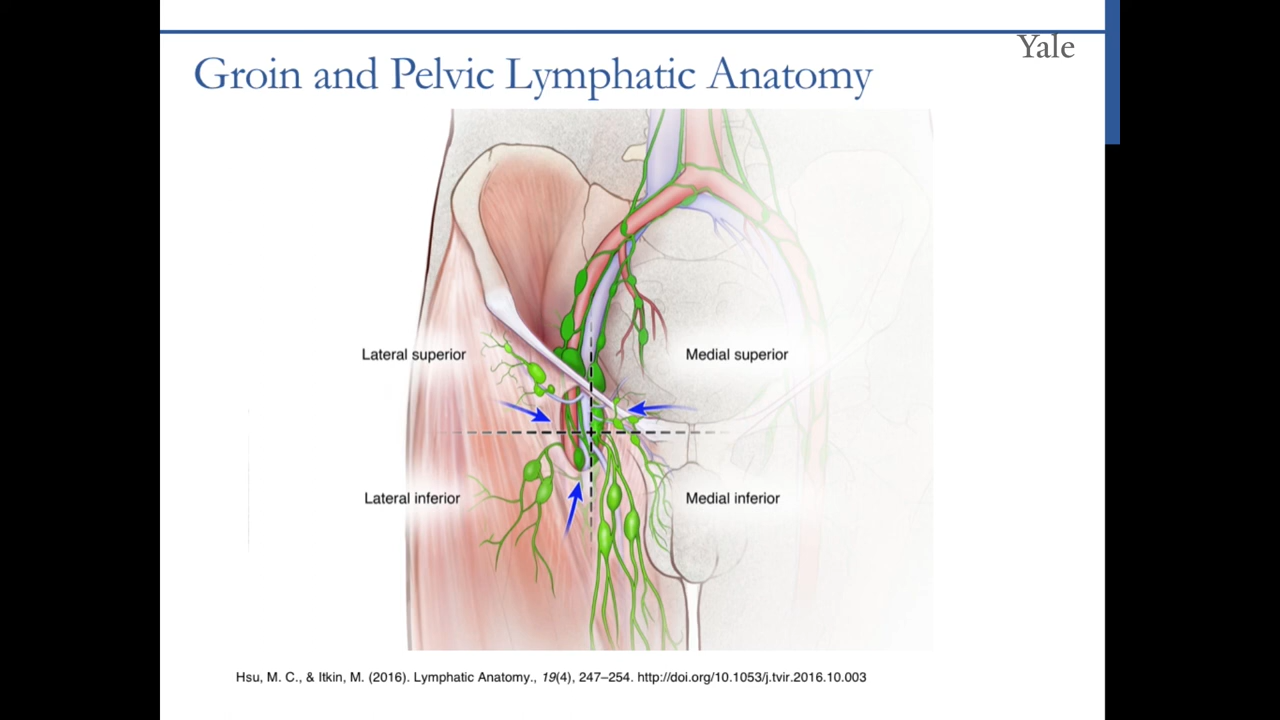 Yale
Groin and Pelvic Lymphatic Anatomy
Lateral superior
Medial superior
Lateral inferior
Medial inferior
Hsu, M. C., & Itkin, M. (2016). Lymphatic Anatomy., 19(4), 247–254. http://doi.org/10.1053/j.tvir.2016.10.003